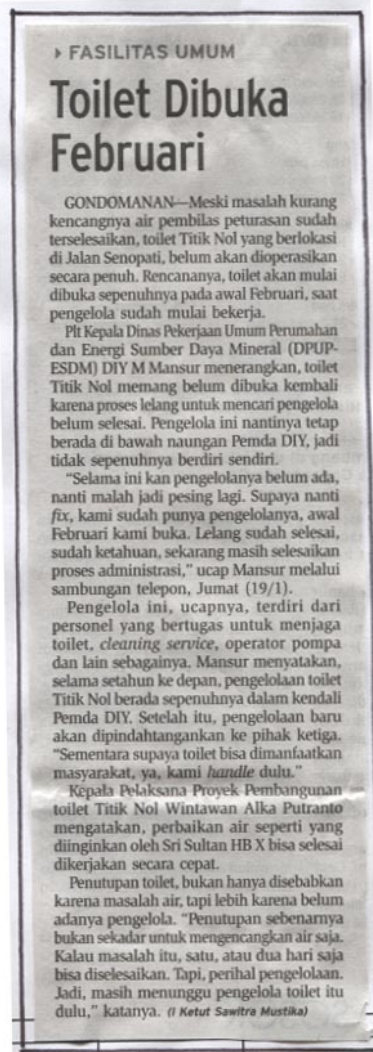 FASILITAS UMUM
Toilet Dibuka
Februari
GONDOMANAN—Meski masalah kurang
kencangnya air pembilas peturasan sudah
terselesaikan, toilet Titik Nol yang berlokasi
di Jalan Senopati, belum akan dioperasikan
secara penuh. Rencananya, toilet akan mulai
dibuka sepenuhnya pada awal Februari, saat
pengelola sudah mulai bekerja.
Plt Kepala Dinas Pekerjaan Umum Perumahan
dan Energi Sumber Daya Mineral (DPUP-
ESDM) DIY M Mansur menerangkan, toilet
Titik Nol memang belum dibuka kembali
karena proses lelang untuk mencari pengelola
belum selesai. Pengelola ini nantinya tetap
berada di bawah naungan Pemda DIY, jadi
tidak sepenuhnya berdiri sendiri.
“Selama ini kan pengelolanya belum ada,
nanti malah jadi pesing lagi. Supaya nanti
fix, kami sudah punya pengelolanya, awal
Februari kami buka. Lelang sudah selesai,
sudah ketahuan, sekarang masih selesaikan
proses administrasi,” ucap Mansur melalui
sambungan telepon, Jumat (19/1).
Pengelola ini, ucapnya, terdiri dari
personel yang bertugas untuk menjaga
toilet, cleaning service, operator pompa
dan lain sebagainya. Mansur menyatakan,
selama setahun ke depan, pengelolaan toilet
Titik Nol berada sepenuhnya dalam kendali
Pemda DIY. Setelah itu, pengelolaan baru
akan dipindahtangankan ke pihak ketiga.
“Sementara supaya toilet bisa dimanfaatkan
masyarakat, ya, kami handle dulu.”
Kepala Pelaksana Proyek Pembangunan
toilet Titik Nol Wintawan Alka Putranto
mengatakan, perbaikan air seperti yang
diinginkan oleh Sri Sultan HB X bisa selesai
dikerjakan secara cepat.
Penutupan toilet, bukan hanya disebabkan
karena masalah air, tapi lebih karena belum
adanya pengelola. “Penutupan sebenarnya
bukan sekadar untuk mengencangkan air saja.
Kalau masalah itu, satu, atau dua hari saja
bisa diselesaikan. Tapi, perihal pengelolaan.
Jadi, masih menunggu pengelola toilet itu
dulu,” katanya. (I Ketut Sawitra Mustika)